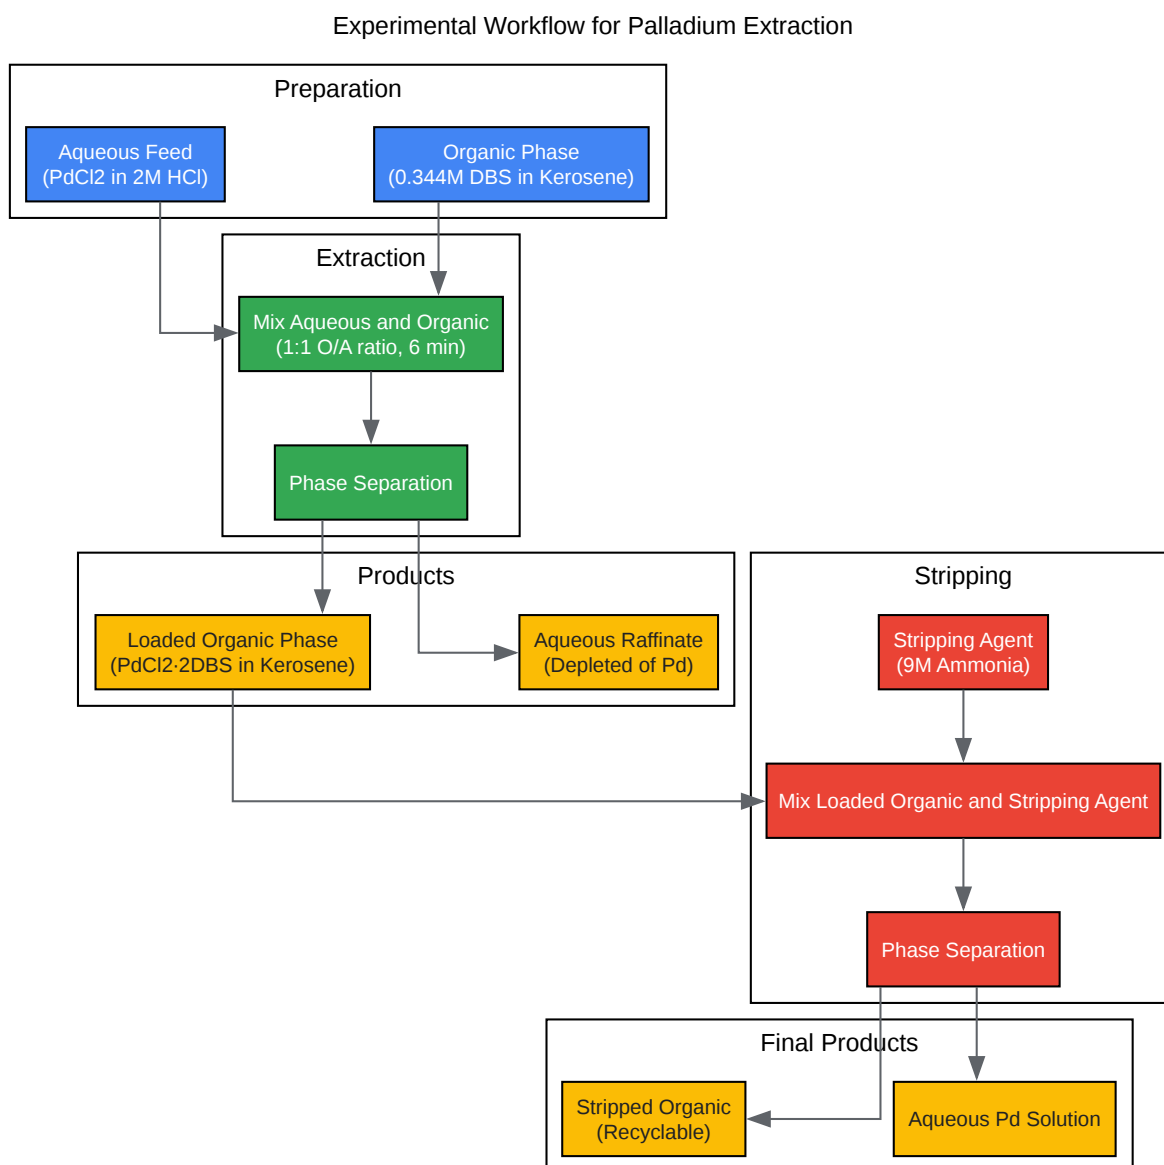 Experimental Workflow for Palladium Extraction
Preparation
Aqueous Feed
(PdCl2 in 2M HCl)
Organic Phase
(0.344M DBS in Kerosene)
Extraction
Mix Aqueous and Organic
(1:1 O/A ratio, 6 min)
Phase Separation
Products
Loaded Organic Phase
(PdCl2·2DBS in Kerosene)
Aqueous Raffinate
(Depleted of Pd)
Stripping
Stripping Agent
(9M Ammonia)
Mix Loaded Organic and Stripping Agent
Phase Separation
Final Products
Stripped Organic
(Recyclable)
Aqueous Pd Solution